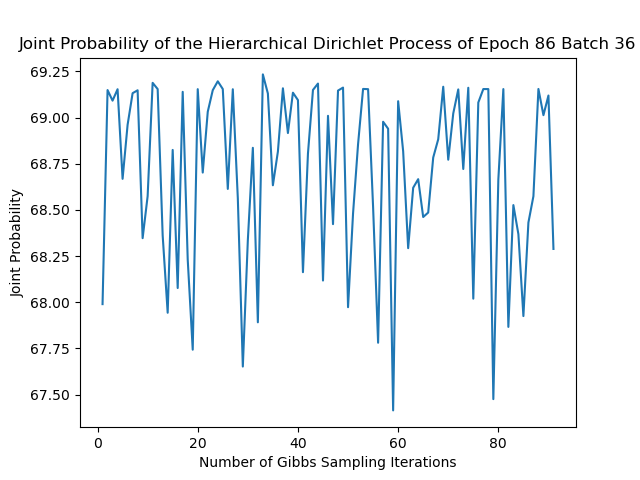 Joint Probability of the Hierarchical Dirichlet Process of Epoch 86 Batch 36
69.25
69.00
68.75
68.50
68.25
68.00
67.75
67.50
Joint Probability
0 20 40 60 80
Number of Gibbs Sampling Iterations